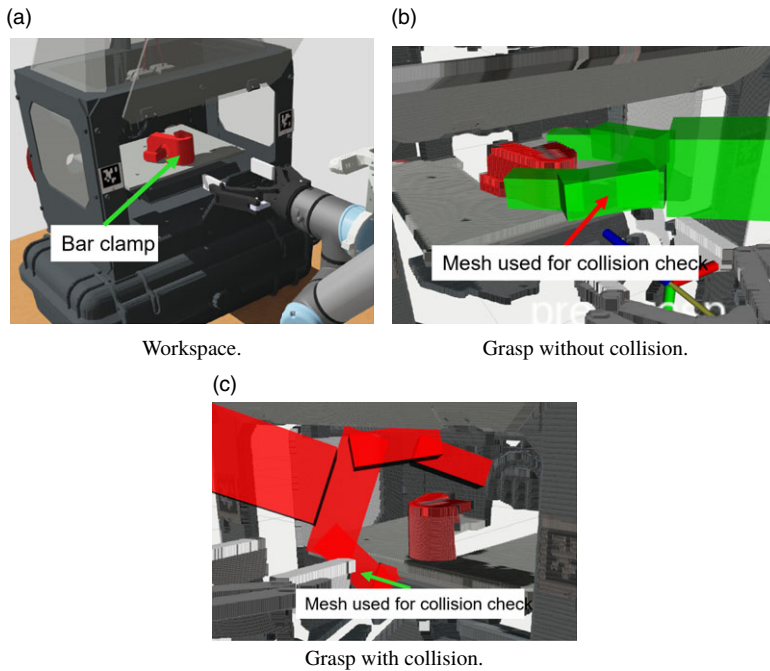 (a)
(b)
Bar clamp
Mesh used for collision check
Workspace.
Grasp without collision.
(c)
Mesh used for collision check
Grasp with collision.